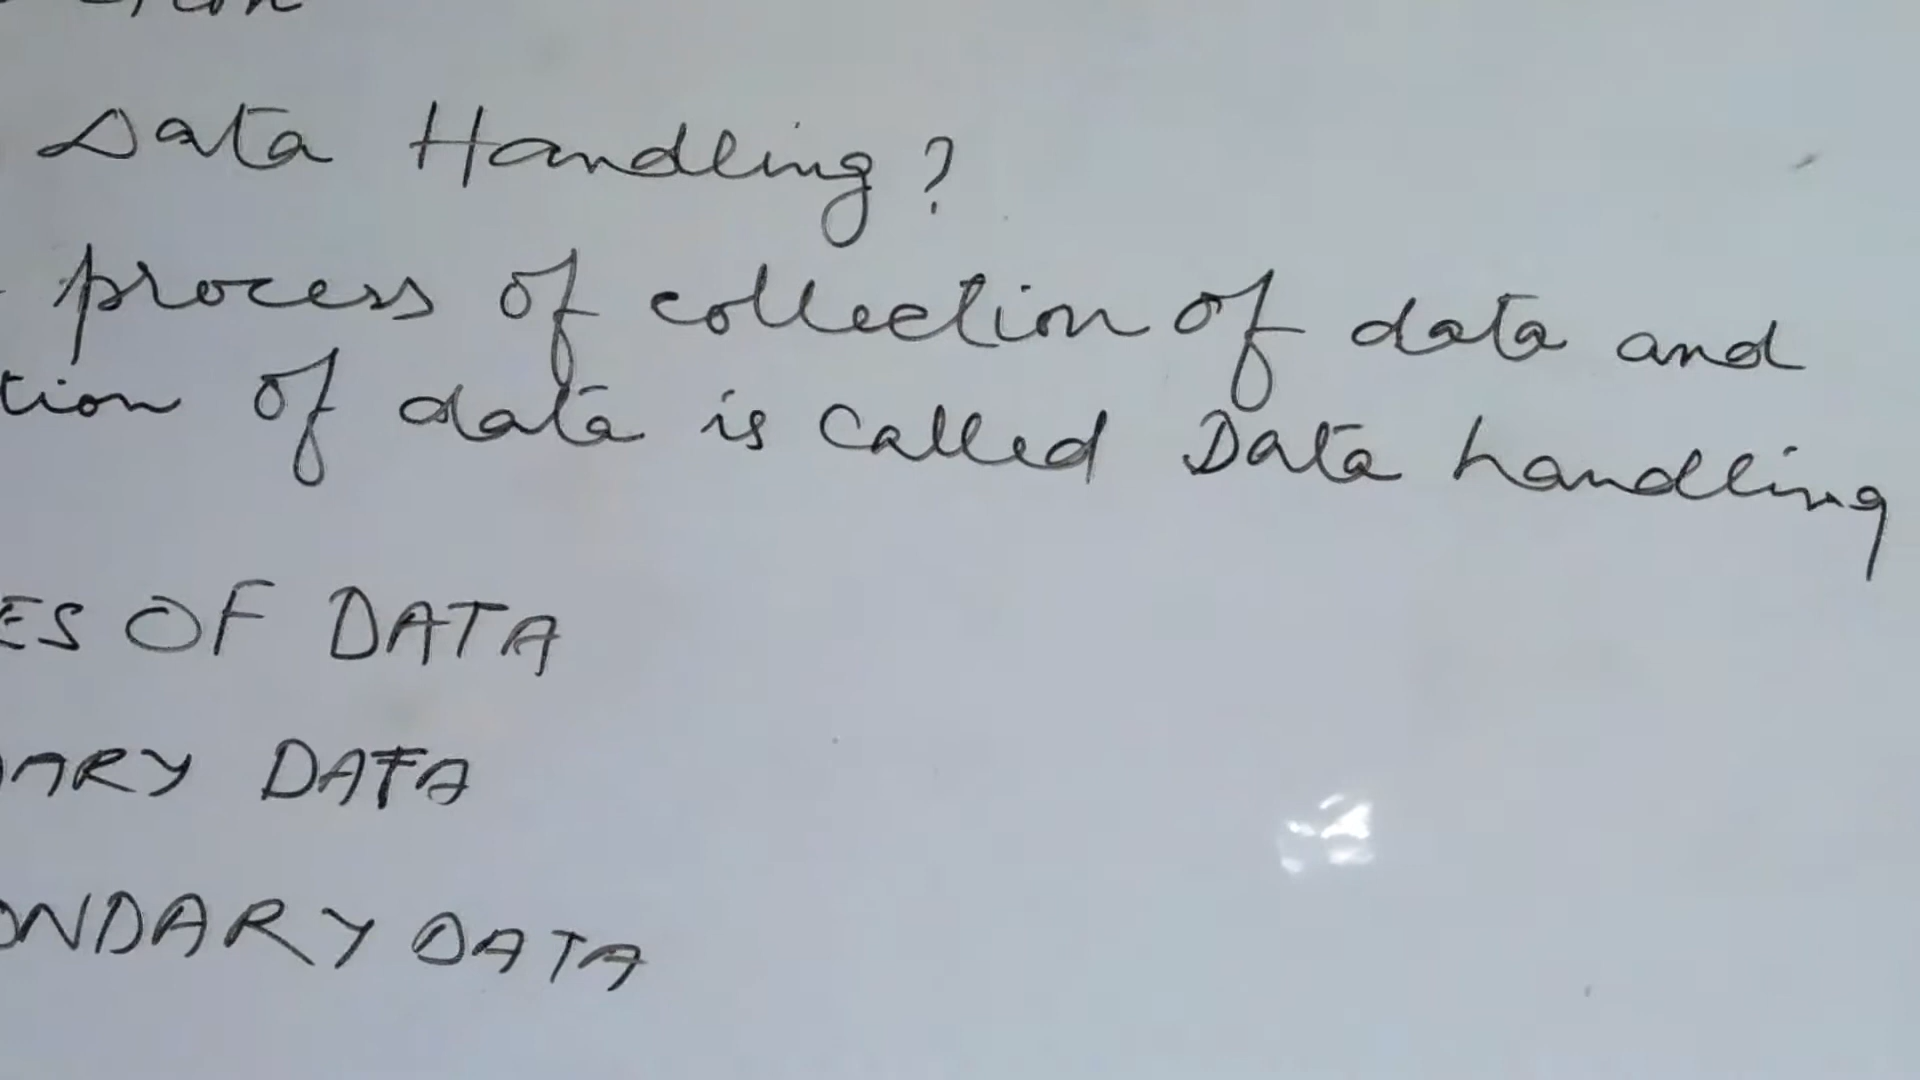 Data Handling?
process of collection of data and
tion of data is called Data handling
ES OF DATA
ARY DATA
ONDARY DATA